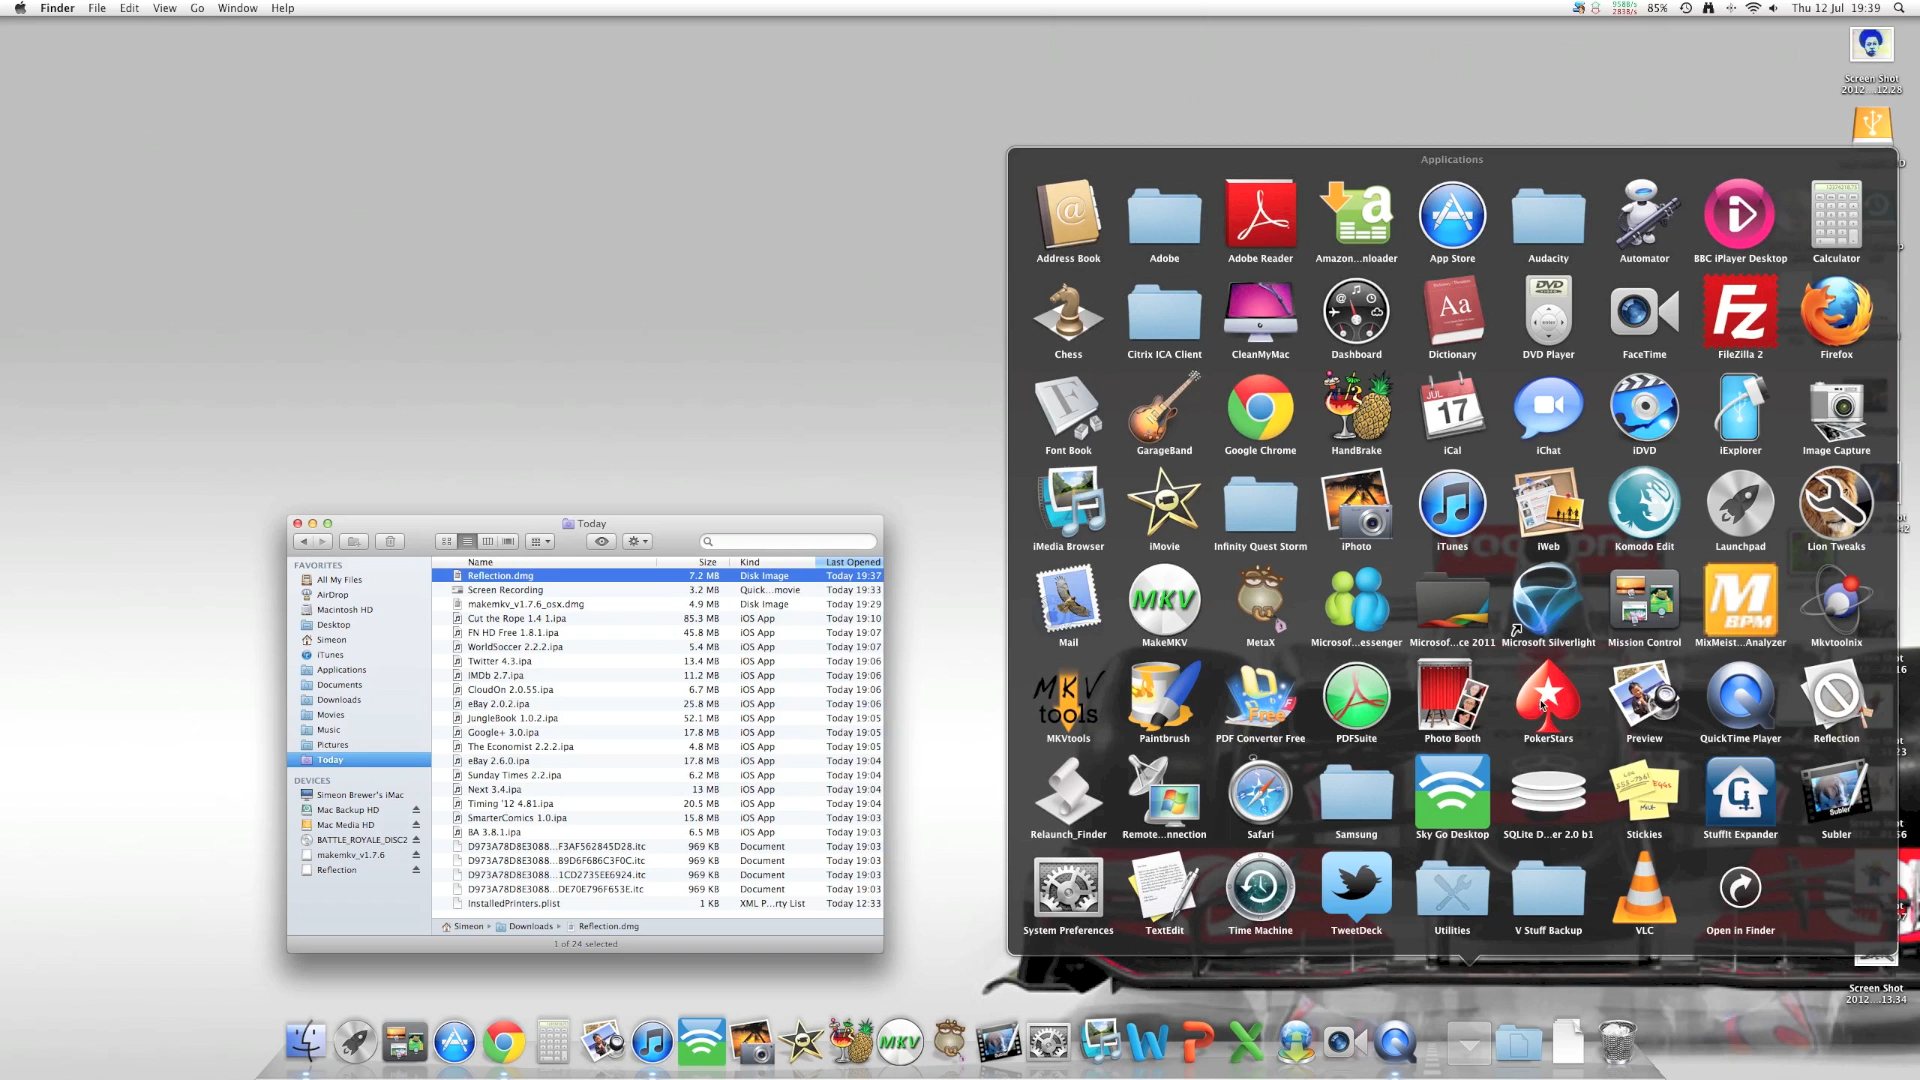 Finder File Edit View Go Window Help
958B/s
283B/s
85% Thu 12 Jul 19:39
Screen Shot
2012 ....12.28
Applications
Address Book Adobe Adobe Reader Amazon...nloader App Store Audacity Automator BBC iPlayer Desktop Calculator
Chess Citrix ICA Client CleanMyMac Dashboard Dictionary DVD Player FaceTime FileZilla 2 Firefox
JUL
17
Font Book GarageBand Google Chrome HandBrake iCal iChat iDVD iExplorer Image Capture
iMedia Browser iMovie Infinity Quest Storm iPhoto iTunes iWeb Komodo Edit Launchpad Lion Tweaks
MKV
M
BPM
Mail MakeMKV MetaX Microsof...essenger Microsof...ce 2011 Microsoft Silverlight Mission Control MixMeist...Analyzer Mkvtoolnix
MKV
tools
Free
MKVtools Paintbrush PDF Converter Free PDFSuite Photo Booth PokerStars Preview QuickTime Player Reflection
Relaunch_Finder Remote...nnection Safari Samsung Sky Go Desktop SQLite D...er 2.0 b1 Stickies StuffIt Expander Subler
System Preferences TextEdit Time Machine TweetDeck Utilities V Stuff Backup VLC Open in Finder
Screen Shot
2012....13.34
Today
FAVORITES
All My Files
AirDrop
Macintosh HD
Desktop
Simeon
iTunes
Applications
Documents
Downloads
Movies
Music
Pictures
Today
DEVICES
Simeon Brewer's iMac
Mac Backup HD
Mac Media HD
BATTLE_ROYALE_DISC2
makemkv_v1.7.6
Reflection
Name Size Kind Last Opened
Reflection.dmg 7.2 MB Disk Image Today 19:37
Screen Recording 3.2 MB Quick...movie Today 19:33
makemkv_v1.7.6_osx.dmg 4.9 MB Disk Image Today 19:29
Cut the Rope 1.4 1.ipa 85.3 MB iOS App Today 19:10
FN HD Free 1.8.1.ipa 45.8 MB iOS App Today 19:07
WorldSoccer 2.2.2.ipa 5.4 MB iOS App Today 19:07
Twitter 4.3.ipa 13.4 MB iOS App Today 19:06
IMDb 2.7.ipa 11.2 MB iOS App Today 19:06
CloudOn 2.0.55.ipa 6.7 MB iOS App Today 19:06
eBay 2.0.2.ipa 25.8 MB iOS App Today 19:06
JungleBook 1.0.2.ipa 52.1 MB iOS App Today 19:05
Google+ 3.0.ipa 17.8 MB iOS App Today 19:05
The Economist 2.2.2.ipa 4.8 MB iOS App Today 19:05
eBay 2.6.0.ipa 17.8 MB iOS App Today 19:04
Sunday Times 2.2.ipa 6.2 MB iOS App Today 19:04
Next 3.4.ipa 13 MB iOS App Today 19:04
Timing '12 4.81.ipa 20.5 MB iOS App Today 19:04
SmarterComics 1.0.ipa 15.8 MB iOS App Today 19:03
BA 3.8.1.ipa 6.5 MB iOS App Today 19:03
D973A78D8E3088...F3AF562845D28.itc 969 KB Document Today 19:03
D973A78D8E3088...89D6F686C3F0C.itc 969 KB Document Today 19:03
D973A78D8E3088...1CD2735EE6924.itc 969 KB Document Today 19:03
D973A78D8E3088...DE70E796F653E.itc 969 KB Document Today 19:03
InstalledPrinters.plist 1 KB XML P...rty List Today 12:33
Simeon Downloads Reflection.dmg
1 of 24 selected
MKV